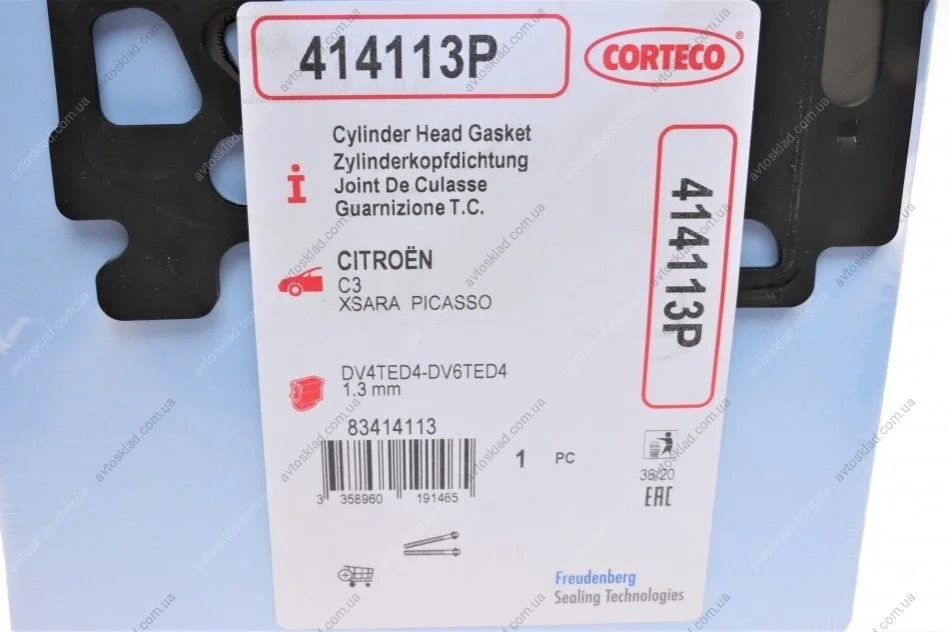 414113P
CORTECO®
Cylinder Head Gasket
Zylinderkopfdichtung
Joint De Culasse
Guarnizione T.C.
414113P
CITROËN
C3
XSARA PICASSO
DV4TED4-DV6TED4
1.3 mm
83414113
1 PC
3 358960 191465
38/20
EAC
Freudenberg
Sealing Technologies
avtosklad.com.ua